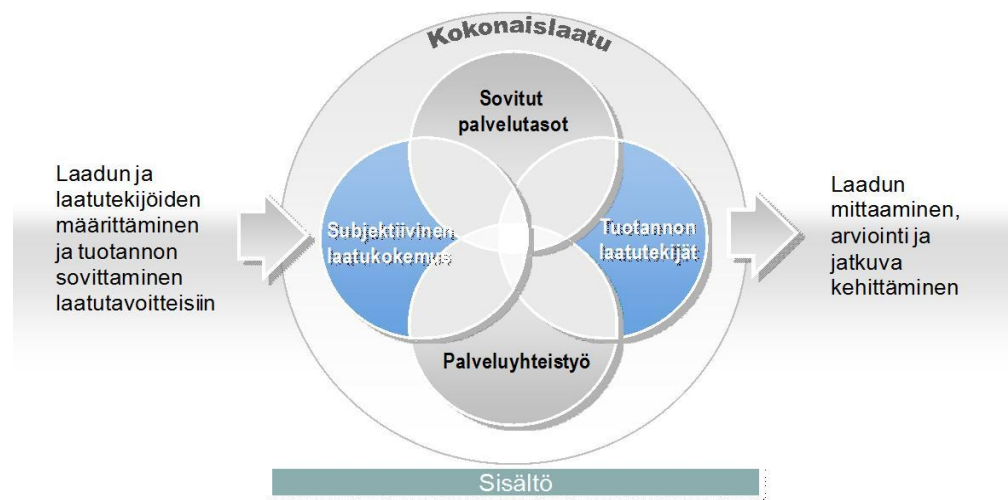 Kokonaislaatu
Sovitut
palvelutasot
Laadun ja
laatutekijöiden
määrittäminen
ja tuotannon
sovittaminen
laatutavoitteisiin
Subjektiivinen
laatukokemus
Tuotannon
laatutekijät
Laadun
mittaaminen,
arviointi ja
jatkuva
kehittäminen
Palveluyhteistyö
Sisältö